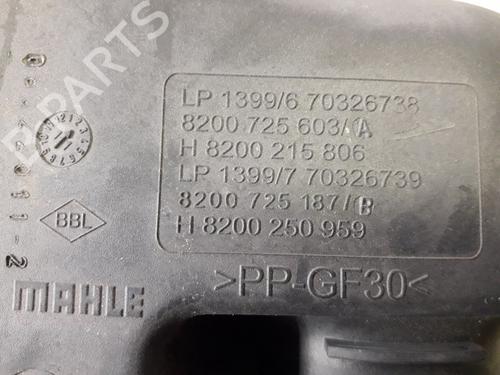 LP 1399/6 70326738
8200 725 603/A
H 8200 215 806
LP 1399/7 70326739
8200 725 187/B
H 8200 250 959
BBL
MAHLE
>PP-GF30<
B-PARTS